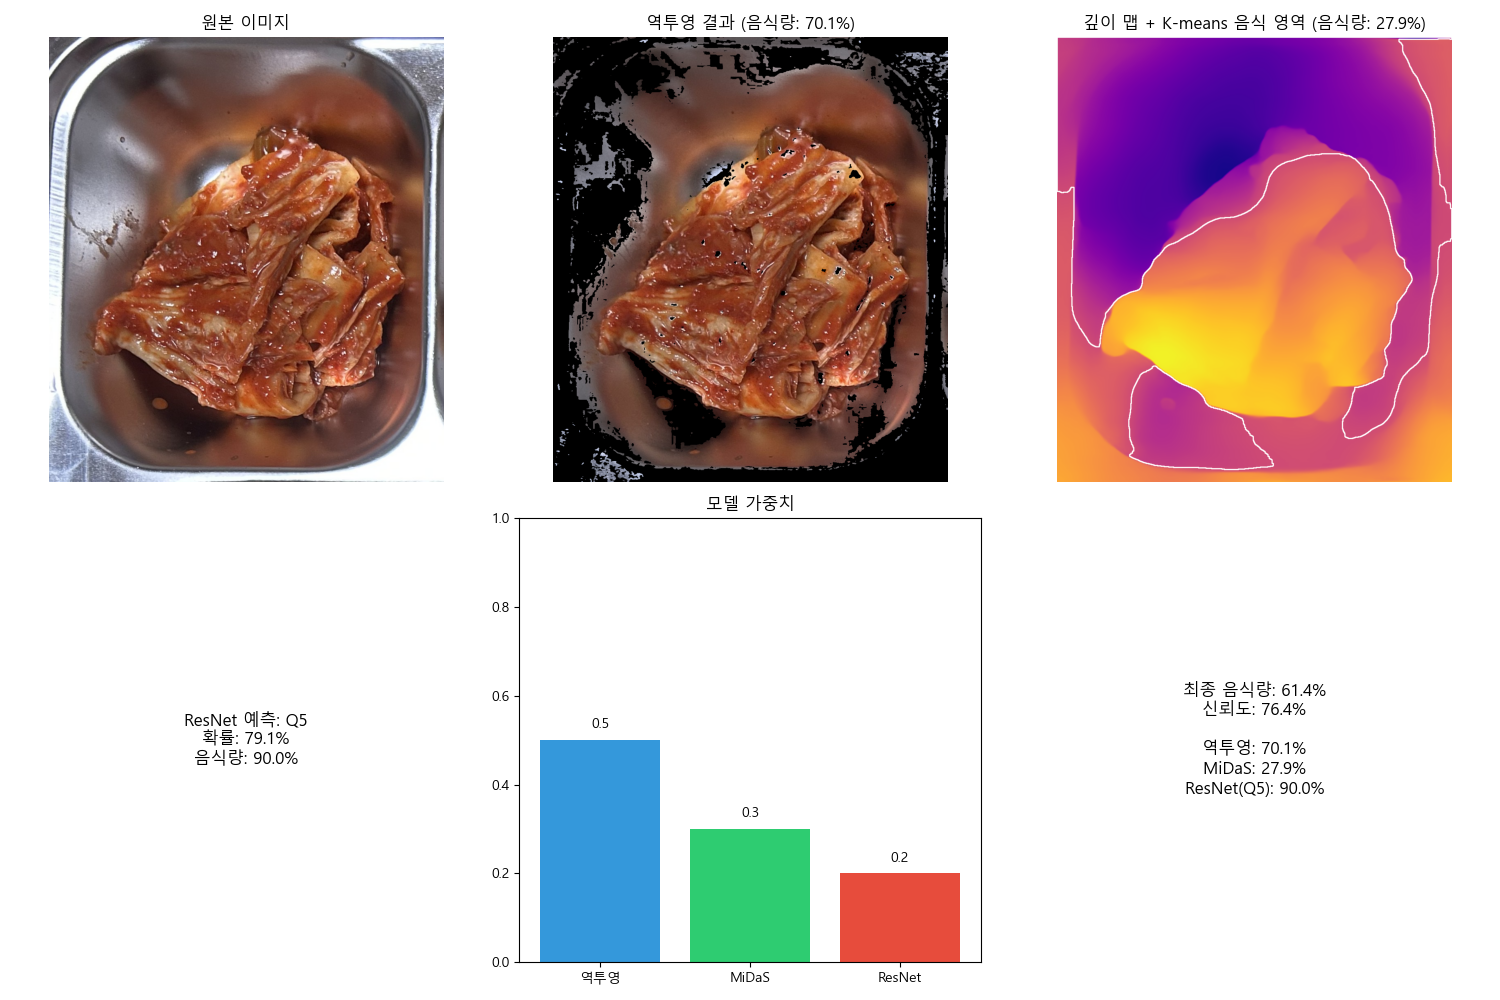 원본 이미지
역투영 결과 (음식량: 70.1%)
깊이 맵 + K-means 음식 영역 (음식량: 27.9%)
ResNet 예측: Q5
확률: 79.1%
음식량: 90.0%
모델 가중치
1.0
0.8
0.6
0.4
0.2
0.0
0.5
0.3
0.2
역투영
MiDaS
ResNet
최종 음식량: 61.4%
신뢰도: 76.4%
역투영: 70.1%
MiDaS: 27.9%
ResNet(Q5): 90.0%